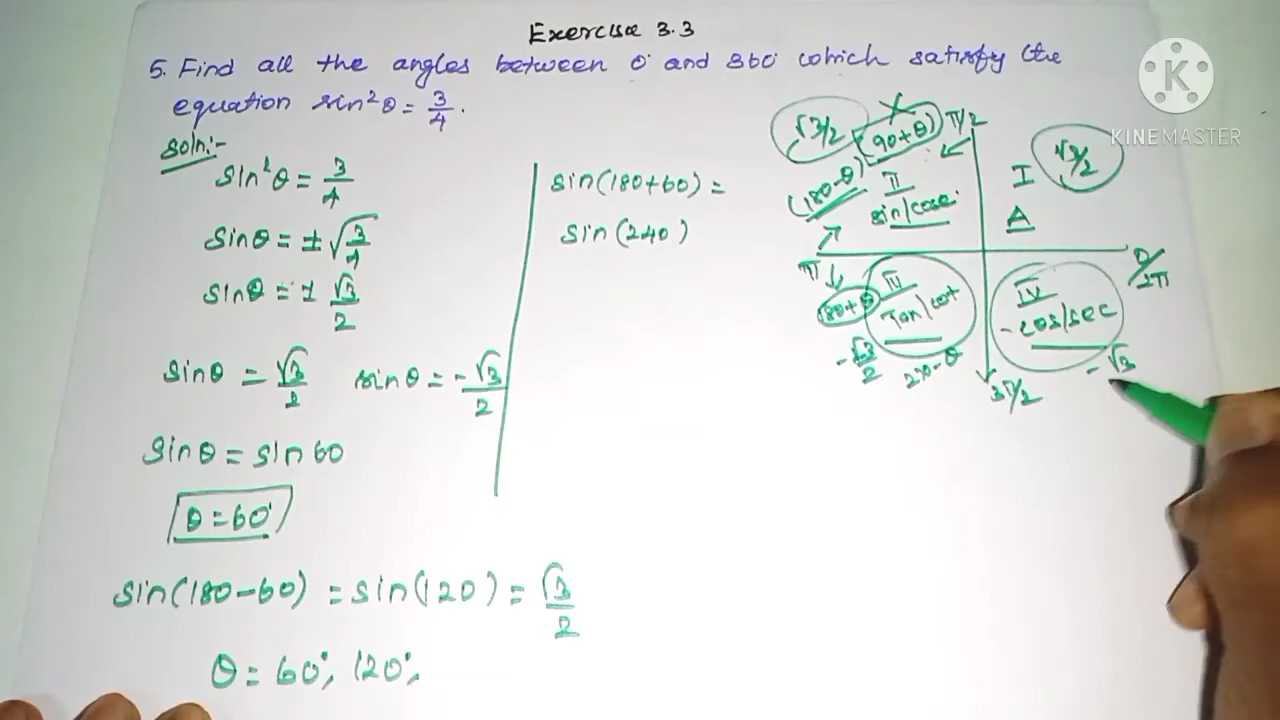 Exercise 3.3
5. Find all the angles between 0° and 360° which satisfy the
equation sin²θ = 3/4.
Soln:-
sin²θ = 3/4
sinθ = ± √3/4
sinθ = ± √3/2
sinθ = √3/2 sinθ = -√3/2
sinθ = sin 60
θ = 60°
sin(180-60) = sin(120) = √3/2
θ = 60°, 120°,
sin(180+60) =
sin(240)
√3/2 (90+θ) π/2
√3/2
(180-θ) II I
sin/cosec A
π 0/2π
180+θ III IV
Tan/cot - cos/sec
-√3/2 270-θ -√3
3π/2
KINEMASTER